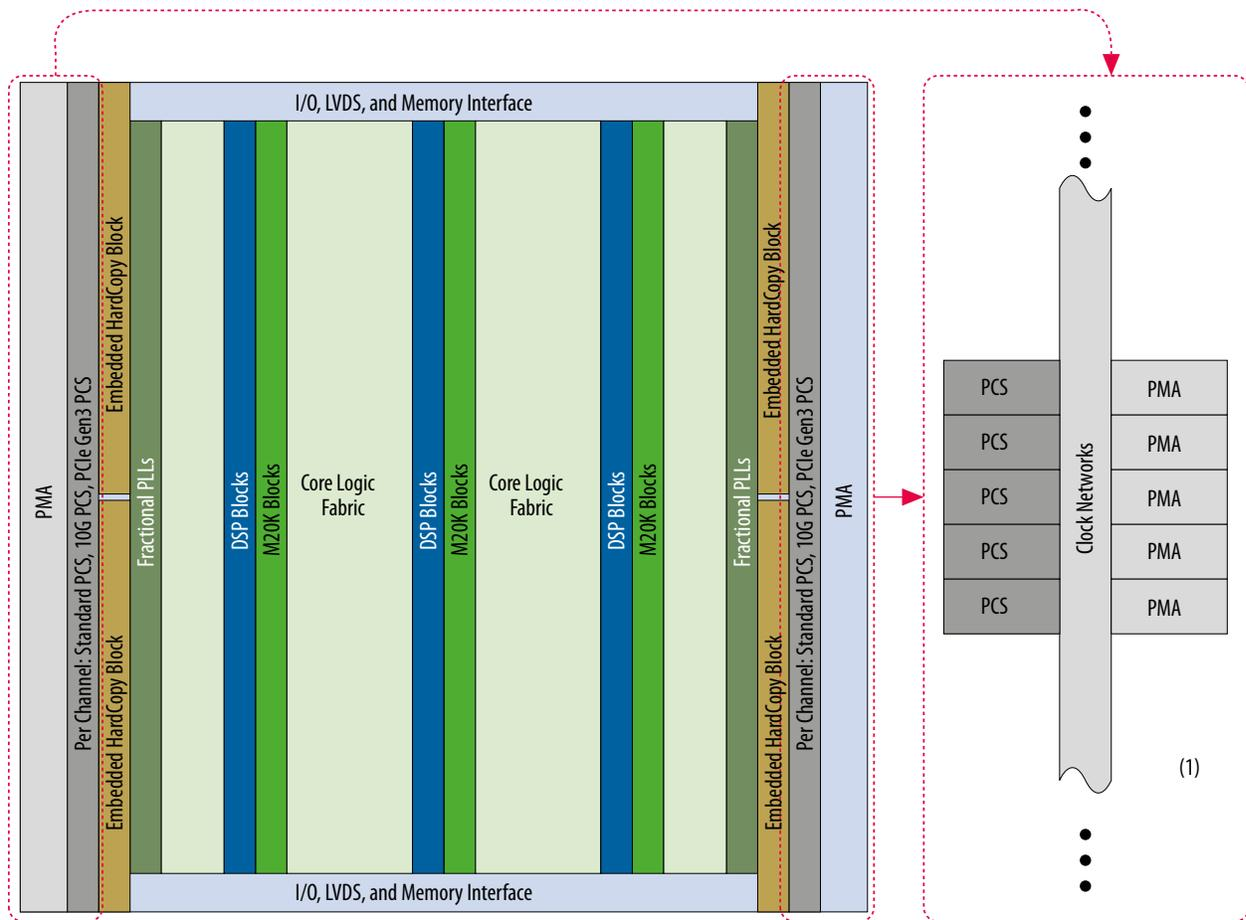 I/O, LVDS, and Memory Interface
PMA
Per Channel: Standard PCS, 10G PCS, PCIe Gen3 PCS
Embedded HardCopy Block
Embedded HardCopy Block
Fractional PLLs
DSP Blocks
M20K Blocks
Core Logic
Fabric
DSP Blocks
M20K Blocks
Core Logic
Fabric
DSP Blocks
M20K Blocks
Fractional PLLs
Embedded HardCopy Block
Embedded HardCopy Block
Per Channel: Standard PCS, 10G PCS, PCIe Gen3 PCS
PMA
I/O, LVDS, and Memory Interface
PCS
PMA
PCS
PMA
PCS
PMA
PCS
PMA
PCS
PMA
Clock Networks
(1)